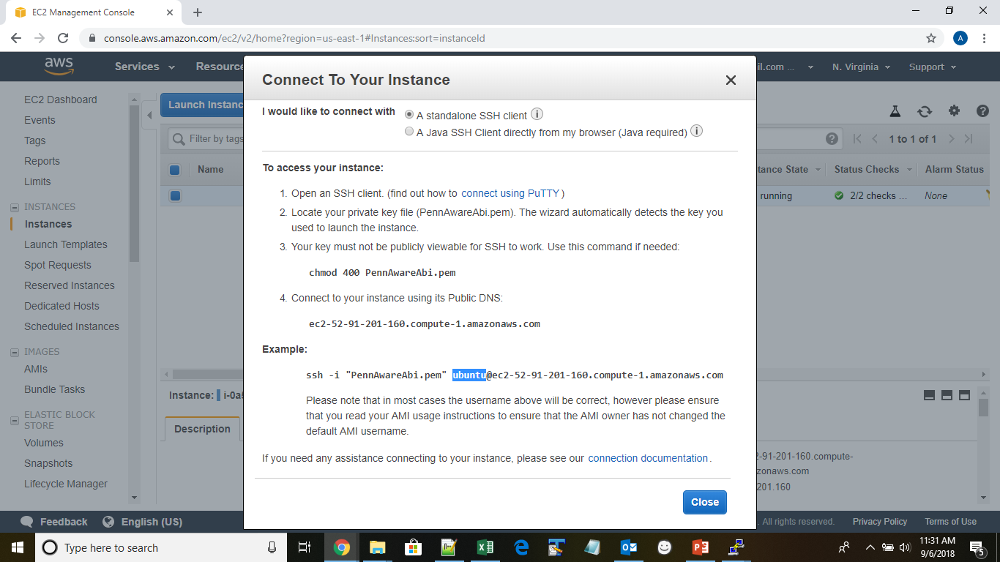 EC2 Management Console
console.aws.amazon.com/ec2/v2/home?region=us-east-1#Instances:sort=instanceId
A
aws
Services
Resource
il.com ...
N. Virginia
Support
EC2 Dashboard
Events
Tags
Reports
Limits
INSTANCES
Instances
Launch Templates
Spot Requests
Reserved Instances
Dedicated Hosts
Scheduled Instances
IMAGES
AMIs
Bundle Tasks
ELASTIC BLOCK
STORE
Volumes
Snapshots
Lifecycle Manager
Launch Instanc
Filter by tags
1 to 1 of 1
Name
tance State
Status Checks
Alarm Status
running
2/2 checks ...
None
Instance:
i-0a5
Description
2-91-201-160.compute-
zonaws.com
201.160
Connect To Your Instance
I would like to connect with
A standalone SSH client
A Java SSH Client directly from my browser (Java required)
To access your instance:
1. Open an SSH client. (find out how to connect using PuTTY)
2. Locate your private key file (PennAwareAbi.pem). The wizard automatically detects the key you
used to launch the instance.
3. Your key must not be publicly viewable for SSH to work. Use this command if needed:
chmod 400 PennAwareAbi.pem
4. Connect to your instance using its Public DNS:
ec2-52-91-201-160.compute-1.amazonaws.com
Example:
ssh -i "PennAwareAbi.pem" ubuntu@ec2-52-91-201-160.compute-1.amazonaws.com
Please note that in most cases the username above will be correct, however please ensure
that you read your AMI usage instructions to ensure that the AMI owner has not changed the
default AMI username.
If you need any assistance connecting to your instance, please see our connection documentation.
Close
Feedback
English (US)
All rights reserved.
Privacy Policy
Terms of Use
Type here to search
11:31 AM
9/6/2018
5